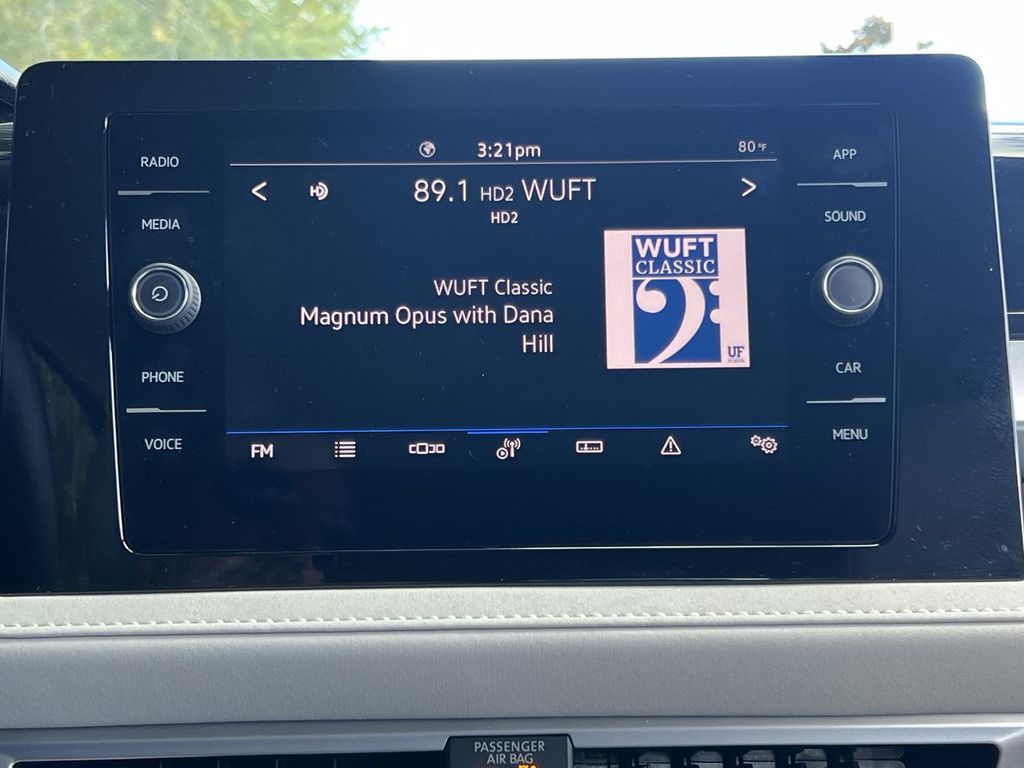 3:21pm
80°F
RADIO
MEDIA
PHONE
VOICE
< HD 89.1 HD2 WUFT >
HD2
WUFT Classic
Magnum Opus with Dana
Hill
WUFT
CLASSIC
UF
FM
APP
SOUND
CAR
MENU
PASSENGER
AIR BAG